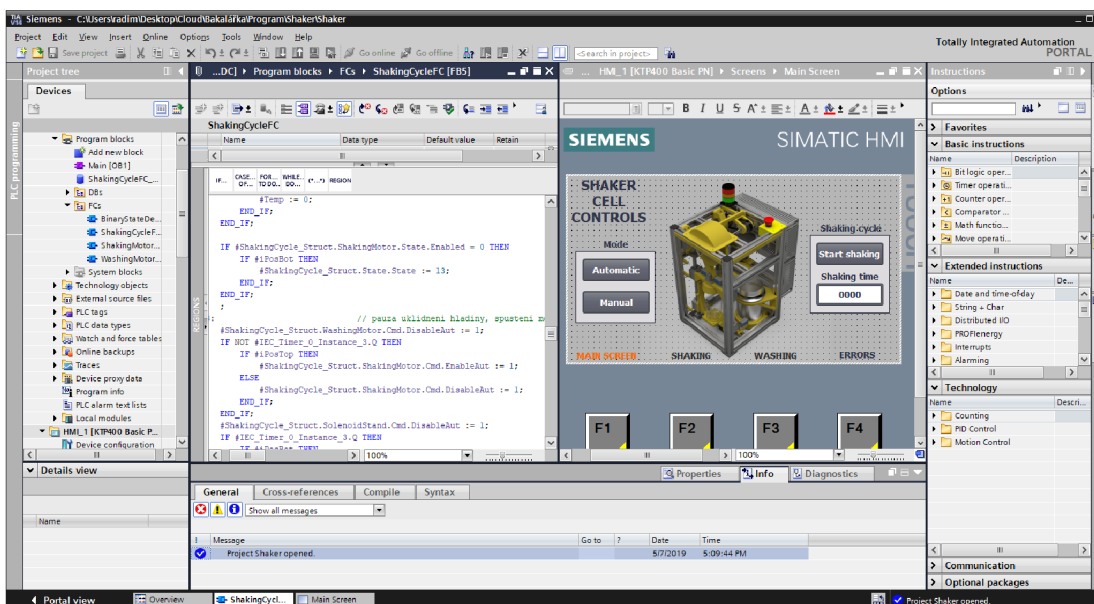 Siemens - C:\Users\radim\Desktop\Cloud\Bakalářka\Program\Shaker\Shaker
Project Edit View Insert Online Options Tools Window Help
Totally Integrated Automation
PORTAL
Save project Go online Go offline <Search in project>
Project tree
Devices
PLC programming
Program blocks
Add new block
Main [OB1]
ShakingCycleFC_...
DBs
FCs
BinaryStateDe...
ShakingCycleF...
ShakingMotor...
WashingMotor...
System blocks
Technology objects
External source files
PLC tags
PLC data types
Watch and force tables
Online backups
Traces
Device proxy data
Program info
PLC alarm text lists
Local modules
HMI_1 [KTP400 Basic P...
Device configuration
Details view
Name
...DC] Program blocks FCs ShakingCycleFC [FB5]
ShakingCycleFC
Name Data type Default value Retain
IF... CASE... OF... FOR... TO DO... WHILE... DO... (*...*) REGION
#Temp := 0;
END_IF;
END_IF;
IF #ShakingCycle_Struct.ShakingMotor.State.Enabled = 0 THEN
IF #iPosBot THEN
#ShakingCycle_Struct.State.State := 13;
END_IF;
END_IF;
;
: // pauza uklidneni hladiny, spusteni
#ShakingCycle_Struct.WashingMotor.Cmd.DisableAut := 1;
IF NOT #IEC_Timer_0_Instance_3.Q THEN
IF #iPosTop THEN
#ShakingCycle_Struct.ShakingMotor.Cmd.EnableAut := 1;
ELSE
#ShakingCycle_Struct.ShakingMotor.Cmd.DisableAut := 1;
END_IF;
END_IF;
#ShakingCycle_Struct.SolenoidStand.Cmd.DisableAut := 1;
IF #IEC_Timer_0_Instance_3.Q THEN
IF #iPosBot THEN
REGIONS
100%
... HMI_1 [KTP400 Basic PN] Screens Main Screen
B I U S A
SIEMENS SIMATIC HMI
TOUCH
SHAKER
CELL
CONTROLS
Mode
Automatic
Manual
Shaking cycle
Start shaking
Shaking time
0000
MAIN SCREEN SHAKING WASHING ERRORS
F1 F2 F3 F4
100%
Instructions
Options
Favorites
Basic instructions
Name Description
Bit logic oper...
Timer operati...
Counter oper...
Comparator ...
Math functio...
Move operati...
Extended instructions
Name De...
Date and time-of-day
String + Char
Distributed I/O
PROFIenergy
Interrupts
Alarming
Technology
Name Descri...
Counting
PID Control
Motion Control
Communication
Optional packages
Properties Info Diagnostics
General Cross-references Compile Syntax
Show all messages
! Message Go to ? Date Time
Project Shaker opened. 5/7/2019 5:09:44 PM
Portal view Overview ShakingCycl... Main Screen Project Shaker opened.